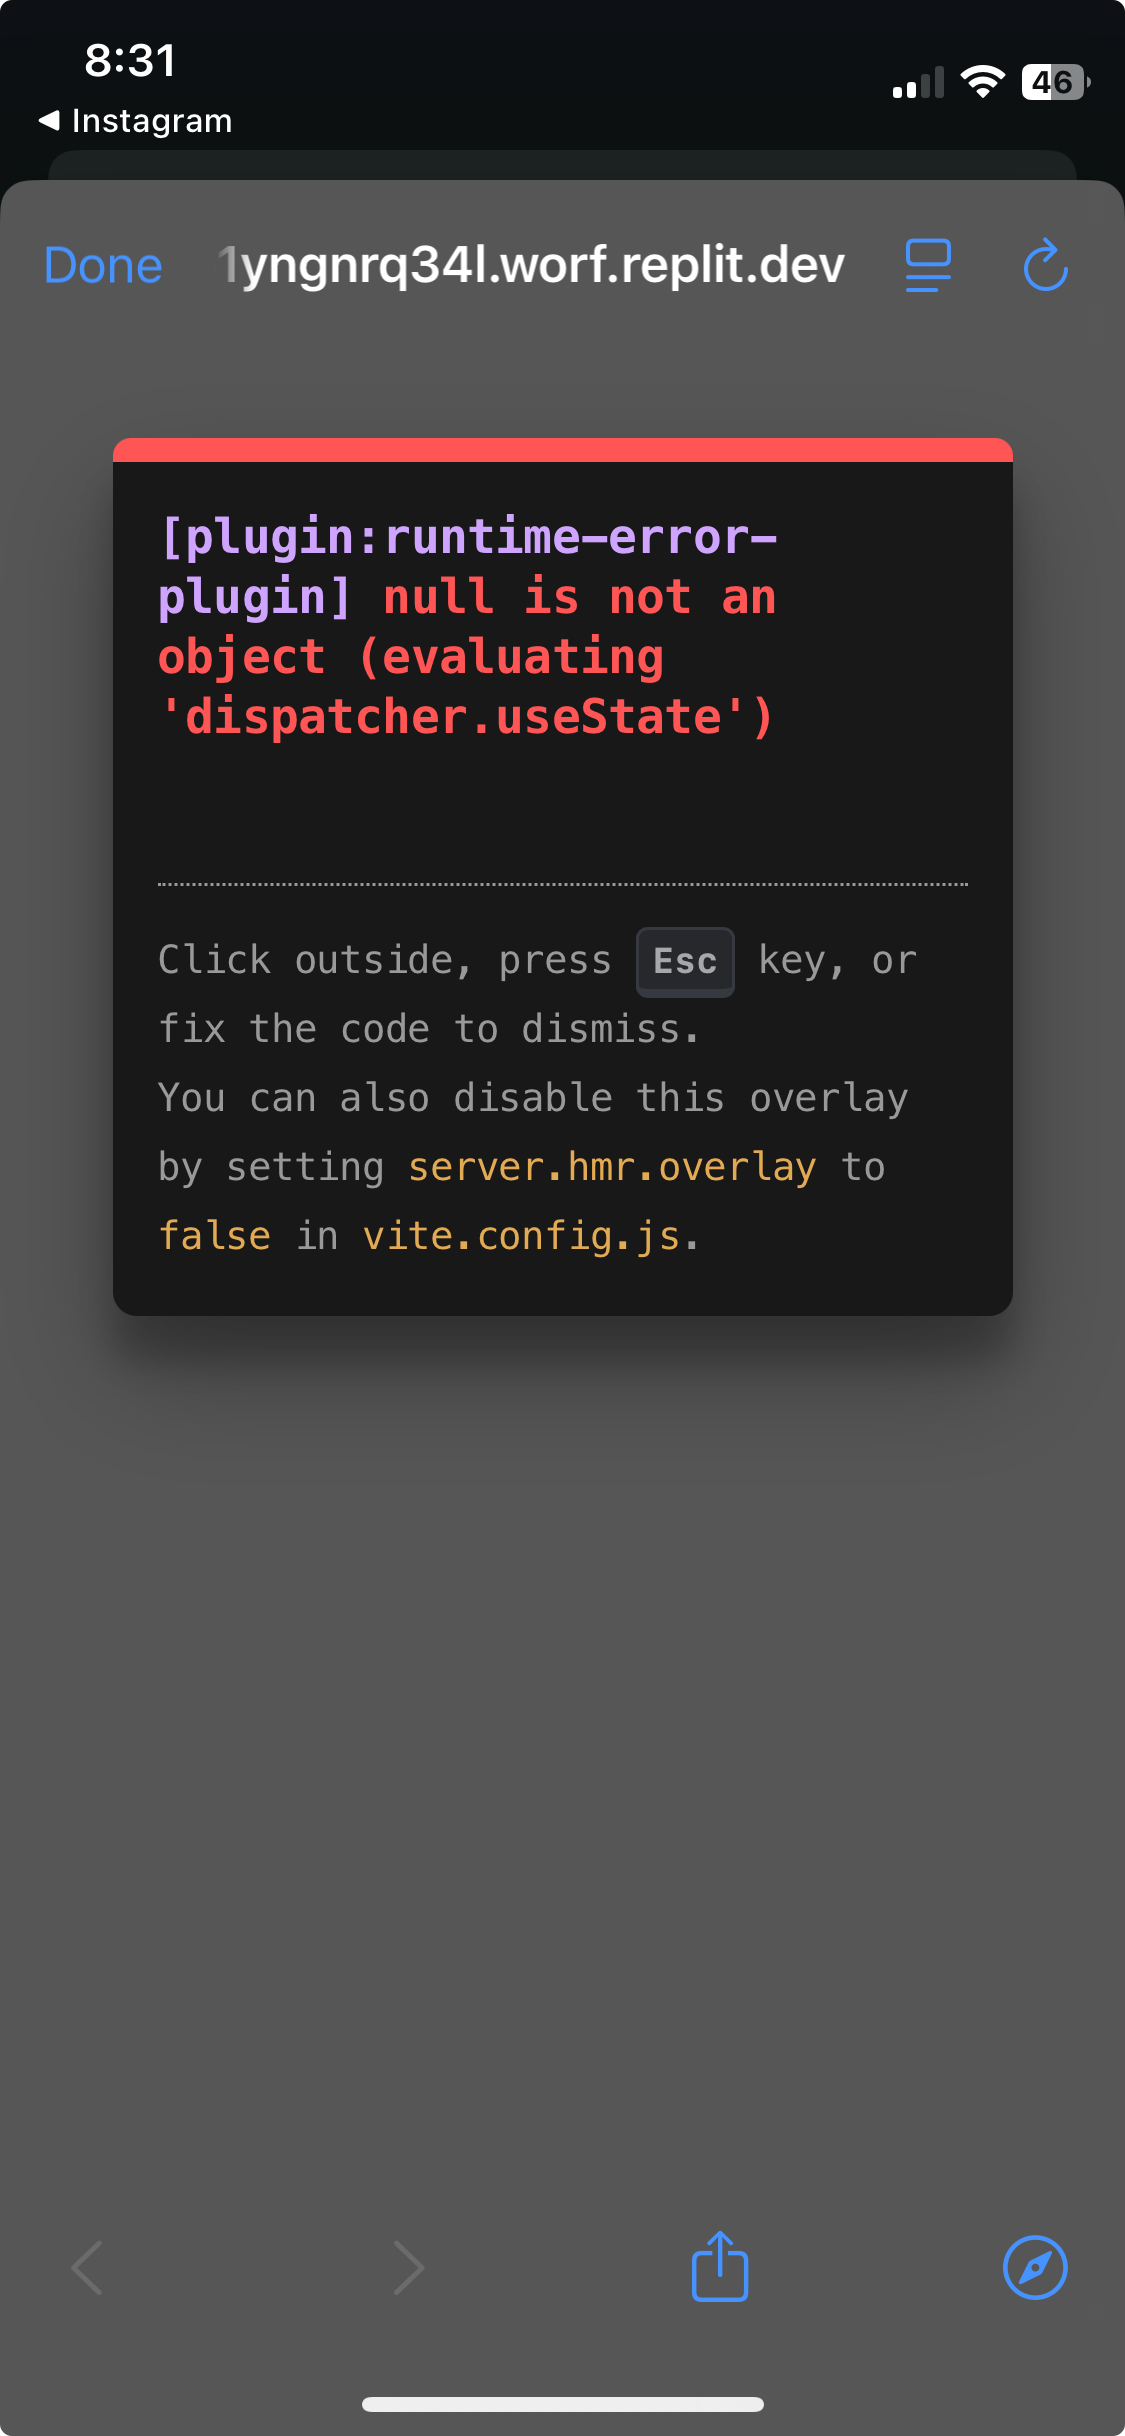 8:31
46
Instagram
Done
1yngnrq34l.worf.replit.dev
[plugin:runtime-error-
plugin] null is not an
object (evaluating
'dispatcher.useState')
Click outside, press Esc key, or
fix the code to dismiss.
You can also disable this overlay
by setting server.hmr.overlay to
false in vite.config.js.